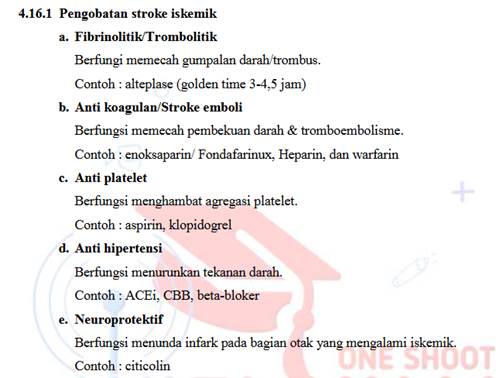 4.16.1 Pengobatan stroke iskemik
a. Fibrinolitik/Trombolitik
Berfungi memecah gumpalan darah/trombus.
Contoh : alteplase (golden time 3-4,5 jam)
b. Anti koagulan/Stroke emboli
Berfungsi memecah pembekuan darah & tromboembolisme.
Contoh : enoksaparin/ Fondafarinux, Heparin, dan warfarin
c. Anti platelet
Berfungsi menghambat agregasi platelet.
Contoh : aspirin, klopidogrel
d. Anti hipertensi
Berfungsi menurunkan tekanan darah.
Contoh : ACEi, CBB, beta-bloker
e. Neuroprotektif
Berfungsi menunda infark pada bagian otak yang mengalami iskemik.
Contoh : citicolin
ONE SHOOT